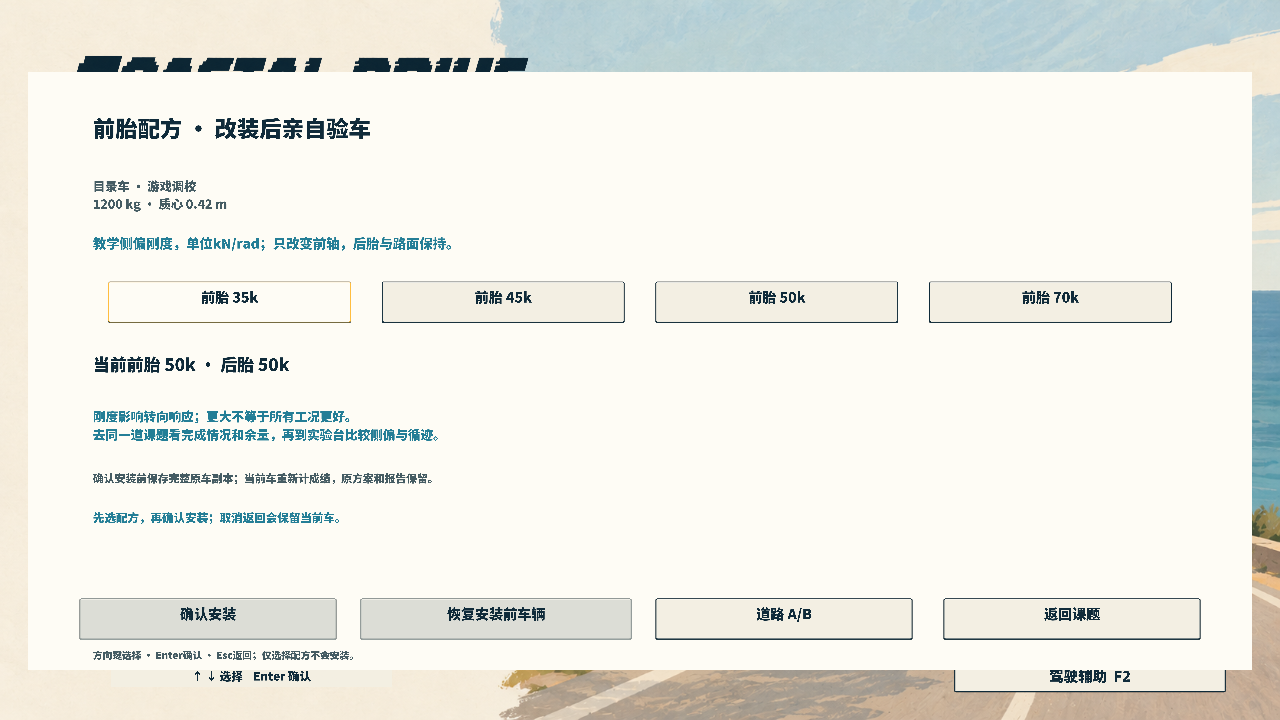 COASTAL DRIVE
前胎配方 · 改装后亲自验车
目录车 · 游戏调校
1200 kg · 质心 0.42 m
教学侧偏刚度，单位kN/rad；只改变前轴，后胎与路面保持。
前胎 35k
前胎 45k
前胎 50k
前胎 70k
当前前胎 50k · 后胎 50k
刚度影响转向响应；更大不等于所有工况更好。
去同一道课题看完成情况和余量，再到实验台比较侧偏与循迹。
确认安装前保存完整原车副本；当前车重新计成绩，原方案和报告保留。
先选配方，再确认安装；取消返回会保留当前车。
确认安装
恢复安装前车辆
道路 A/B
返回课题
方向键选择 · Enter确认 · Esc返回；仅选择配方不会安装。
↑ ↓ 选择 Enter 确认
驾驶辅助 F2